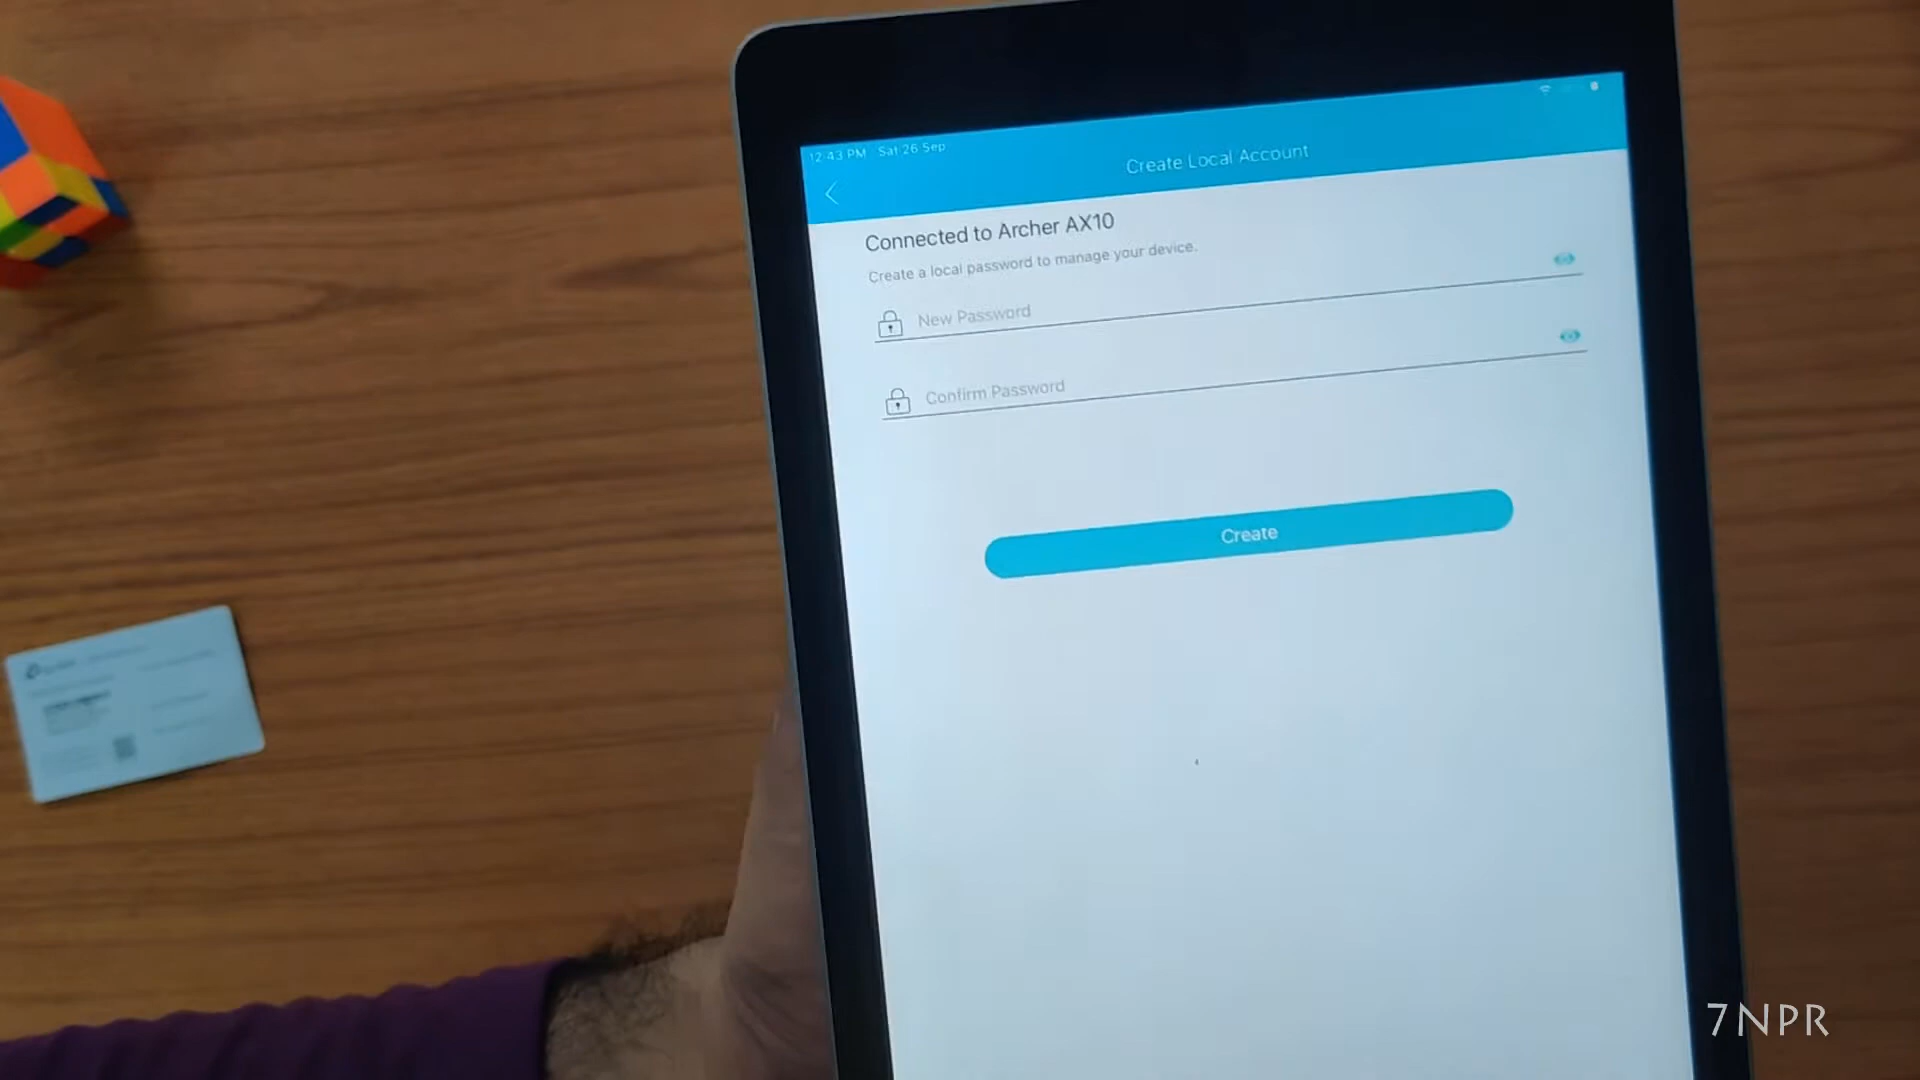 12:43 PM Sat 26 Sep
Create Local Account
Connected to Archer AX10
Create a local password to manage your device.
New Password
Confirm Password
Create
7NPR